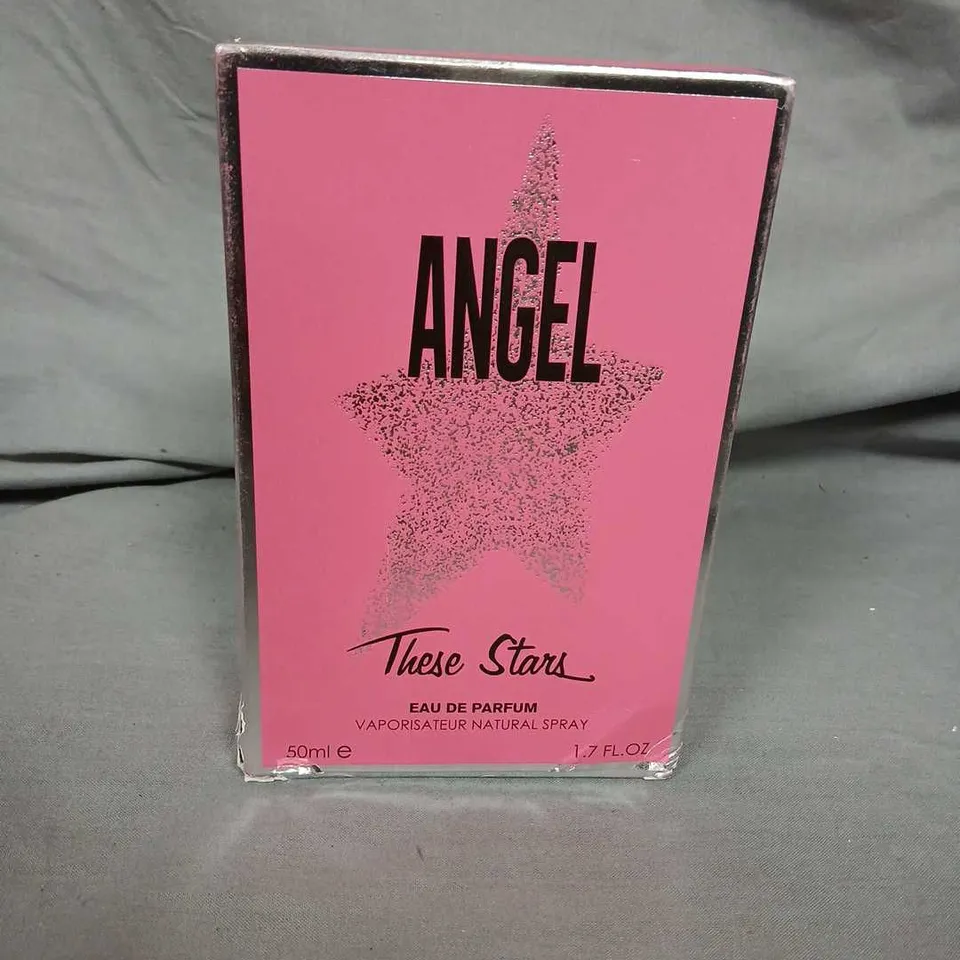 ANGEL
These Stars
EAU DE PARFUM
VAPORISATEUR NATURAL SPRAY
50ml ℮ 1.7 FL.OZ